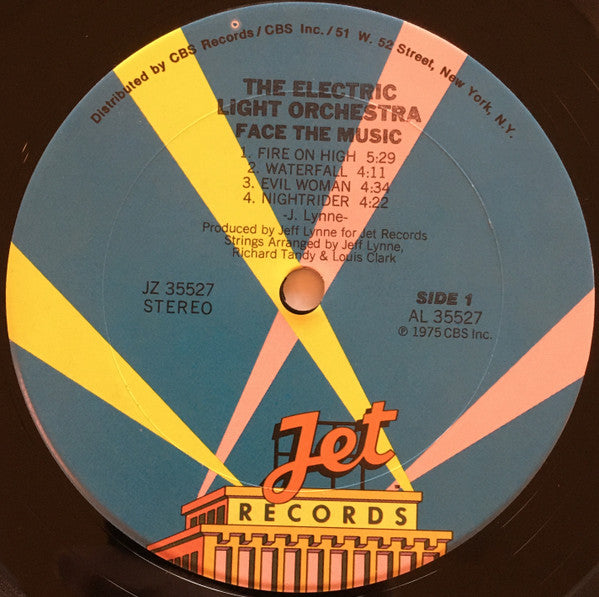 Distributed by CBS Records/CBS Inc./51 W. 52 Street, New York, N.Y.
THE ELECTRIC
LIGHT ORCHESTRA
FACE THE MUSIC
1. FIRE ON HIGH 5:29
2. WATERFALL 4:11
3. EVIL WOMAN 4:34
4. NIGHTRIDER 4:22
-J. Lynne-
Produced by Jeff Lynne for Jet Records
Strings Arranged by Jeff Lynne,
Richard Tandy & Louis Clark
JZ 35527
STEREO
SIDE 1
AL 35527
℗ 1975 CBS Inc.
Jet
RECORDS